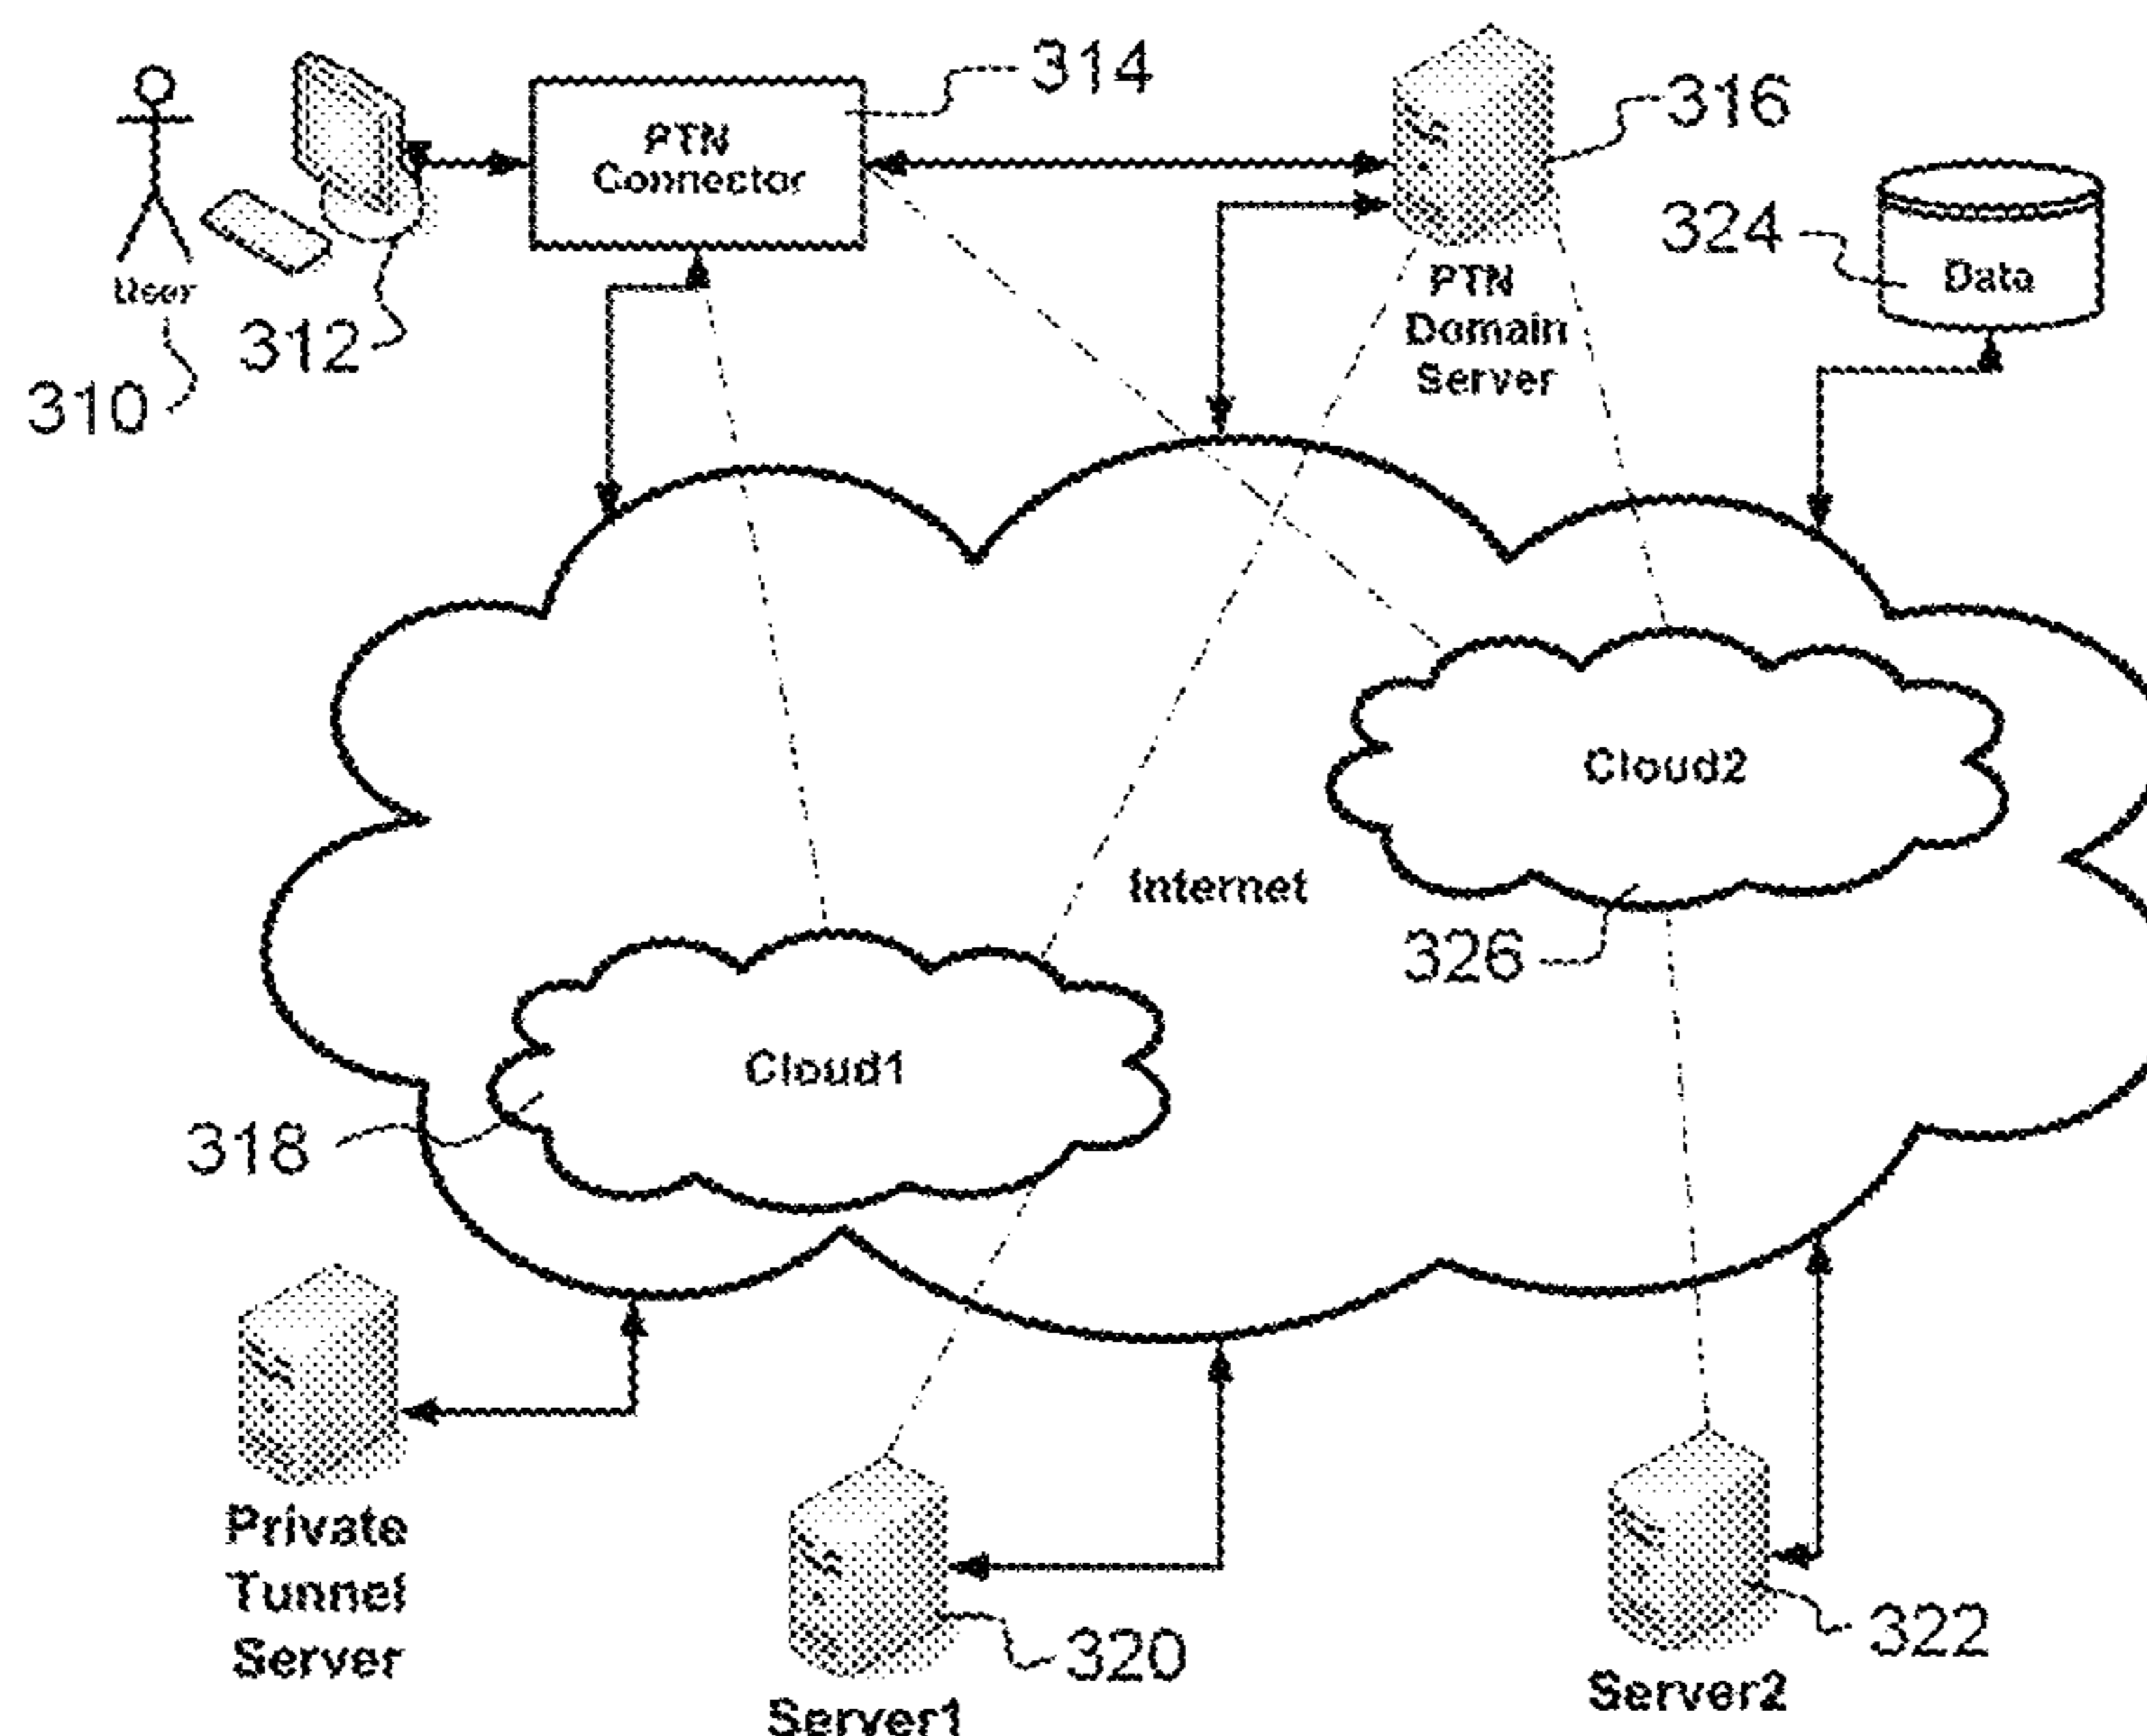 314
316
PTN
Connector
324
Data
User
312
310
PTN
Domain
Server
Cloud2
Internet
326
Cloud1
318
Private
Tunnel
Server
320
Server1
322
Server2